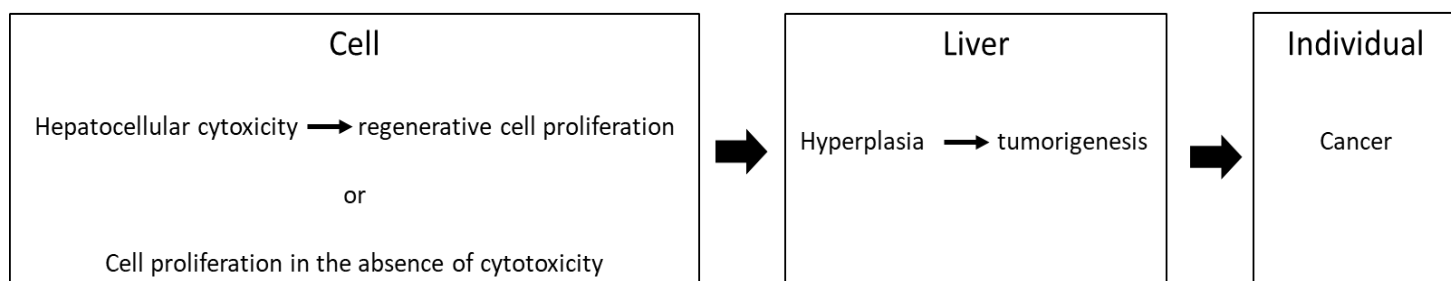 Cell
Hepatocellular cytoxicity
regenerative cell proliferation
or
Cell proliferation in the absence of cytotoxicity
Liver
Hyperplasia
tumorigenesis
Individual
Cancer